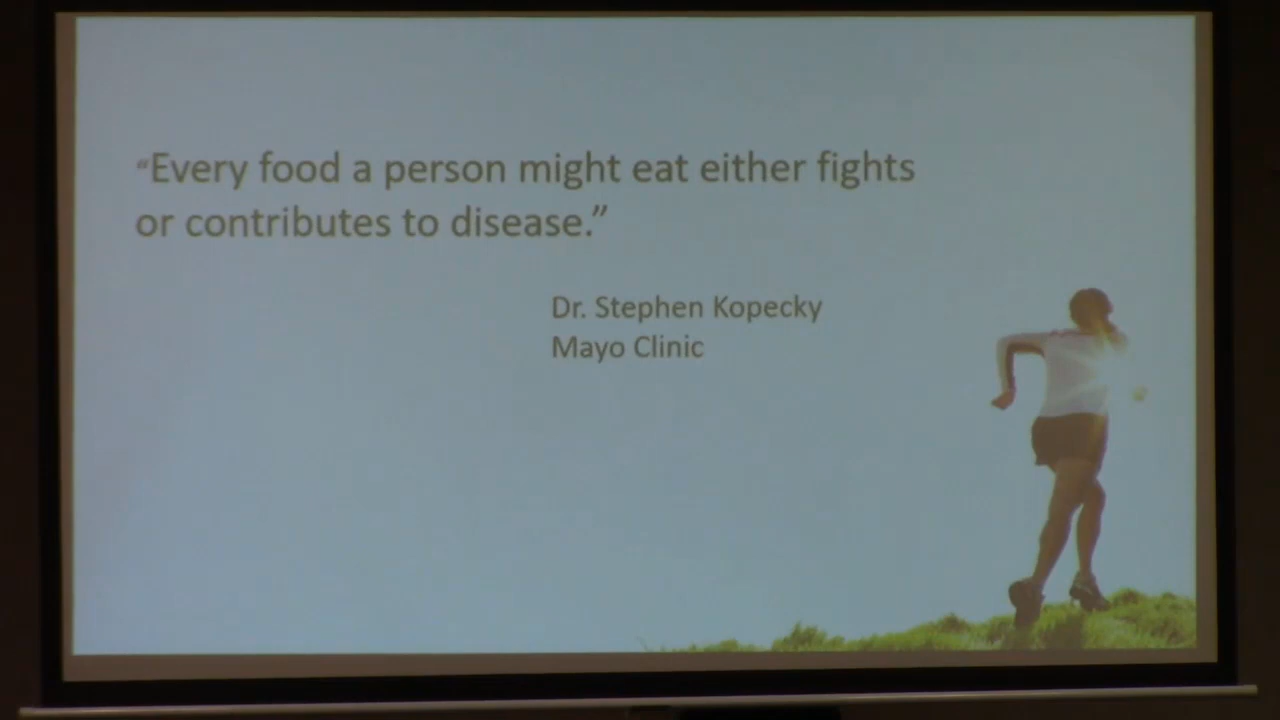 “Every food a person might eat either fights
or contributes to disease.”
Dr. Stephen Kopecky
Mayo Clinic